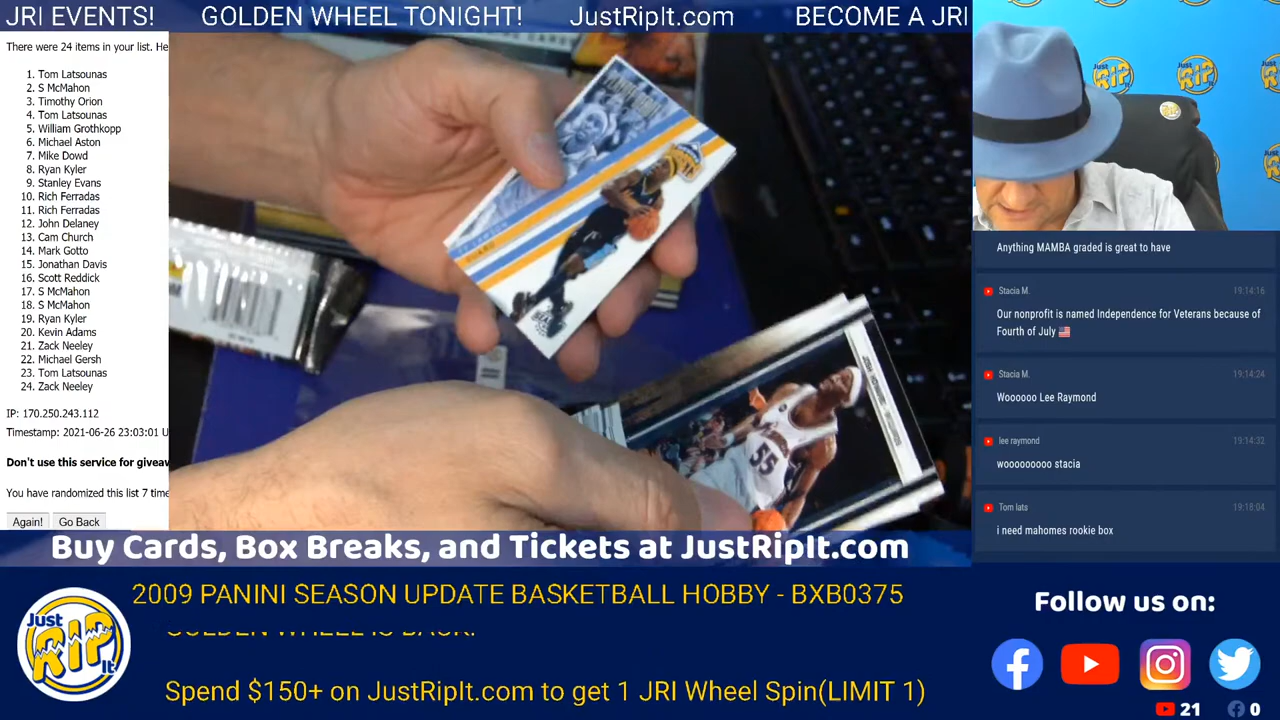 JRI EVENTS! GOLDEN WHEEL TONIGHT! JustRipIt.com BECOME A JRI
There were 24 items in your list. He
1. Tom Latsounas
2. S McMahon
3. Timothy Orion
4. Tom Latsounas
5. William Grothkopp
6. Michael Aston
7. Mike Dowd
8. Ryan Kyler
9. Stanley Evans
10. Rich Ferradas
11. Rich Ferradas
12. John Delaney
13. Cam Church
14. Mark Gotto
15. Jonathan Davis
16. Scott Reddick
17. S McMahon
18. S McMahon
19. Ryan Kyler
20. Kevin Adams
21. Zack Neeley
22. Michael Gersh
23. Tom Latsounas
24. Zack Neeley
IP: 170.250.243.112
Timestamp: 2021-06-26 23:03:01 U
Don't use this service for giveaw
You have randomized this list 7 time
Again! Go Back
55
Anything MAMBA graded is great to have
Stacia M. 19:14:16
Our nonprofit is named Independence for Veterans because of
Fourth of July
Stacia M. 19:14:24
Woooooo Lee Raymond
lee raymond 19:14:32
wooooooooo stacia
Tom lats 19:18:04
i need mahomes rookie box
Buy Cards, Box Breaks, and Tickets at JustRipIt.com
Just
RIP
It
2009 PANINI SEASON UPDATE BASKETBALL HOBBY - BXB0375
GOLDEN WHEEL IS BACK!
Spend $150+ on JustRipIt.com to get 1 JRI Wheel Spin(LIMIT 1)
Follow us on:
21 0